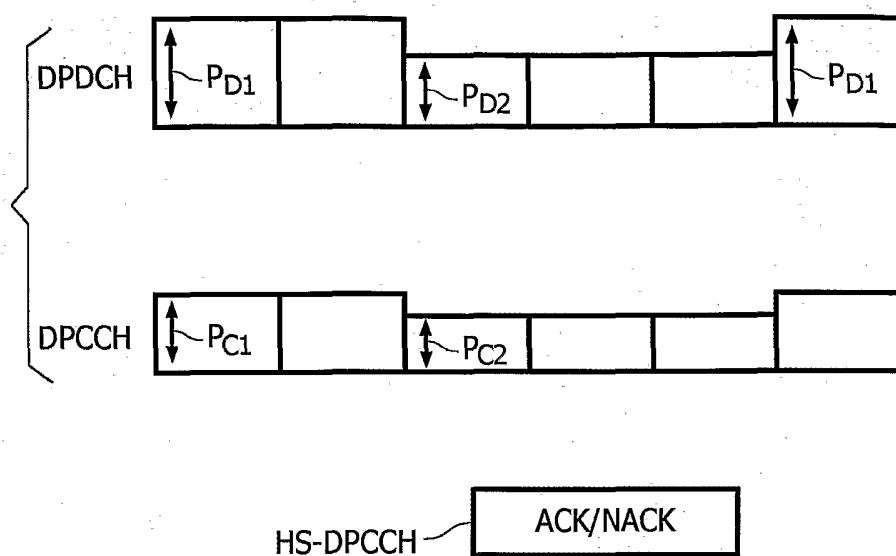 DPDCH
PD1
PD2
PD1
DPCCH
PC1
PC2
HS-DPCCH
ACK/NACK